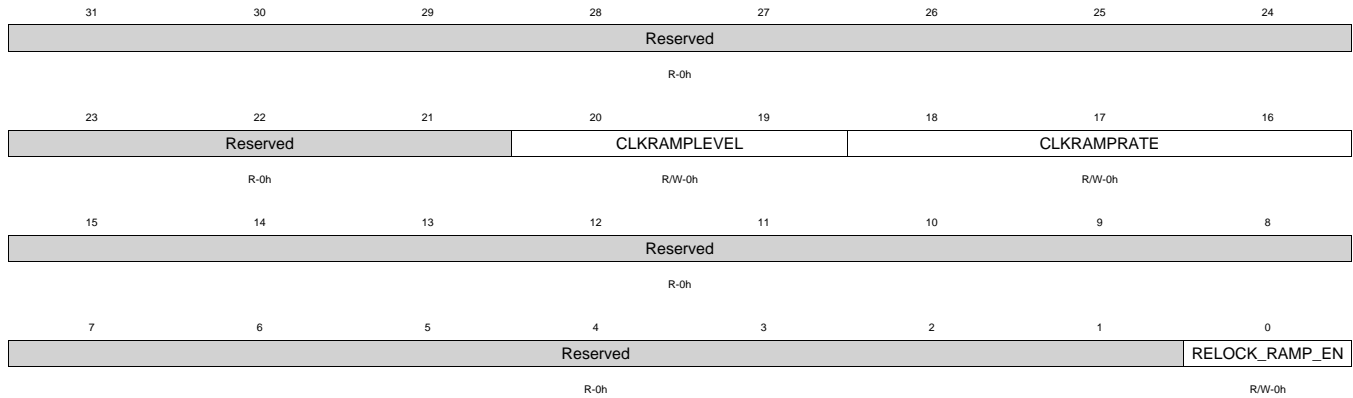 31 30 29 28 27 26 25 24
Reserved
R-0h
23 22 21 20 19 18 17 16
Reserved CLKRAMPLEVEL CLKRAMPRATE
R-0h R/W-0h R/W-0h
15 14 13 12 11 10 9 8
Reserved
R-0h
7 6 5 4 3 2 1 0
Reserved RELOCK_RAMP_EN
R-0h R/W-0h